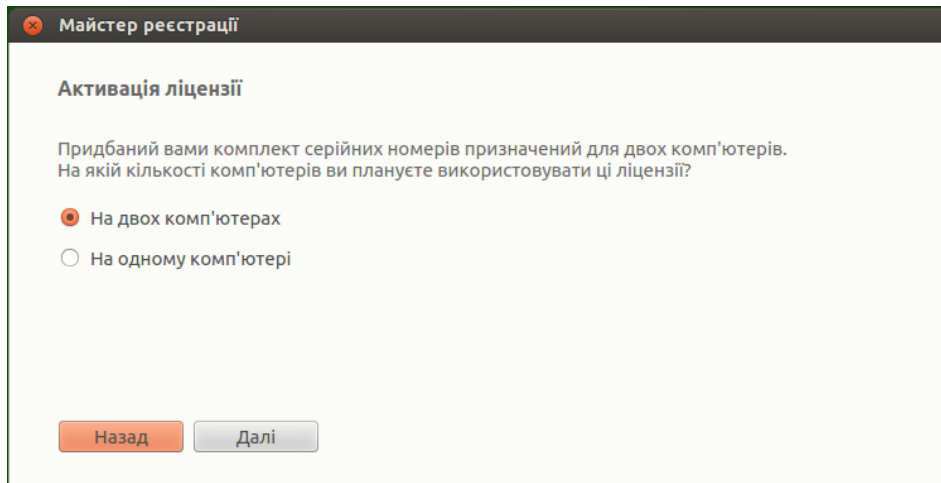 Майстер реєстрації
Активація ліцензії
Придбаний вами комплект серійних номерів призначений для двох комп'ютерів.
На якій кількості комп'ютерів ви плануєте використовувати ці ліцензії?
На двох комп'ютерах
На одному комп'ютері
Назад
Далі